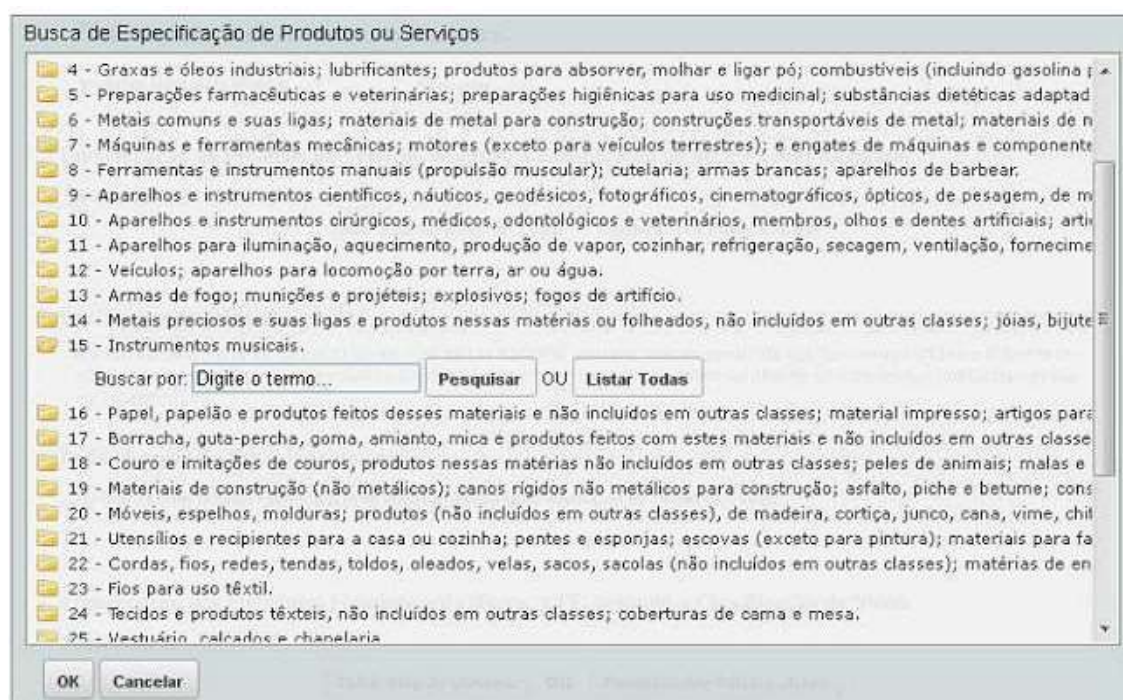 Busca de Especificação de Produtos ou Serviços
4 - Graxas e óleos industriais; lubrificantes; produtos para absorver, molhar e ligar pó; combustíveis (incluindo gasolina p
5 - Preparações farmacêuticas e veterinárias; preparações higiênicas para uso medicinal; substâncias dietéticas adaptad
6 - Metais comuns e suas ligas; materiais de metal para construção; construções transportáveis de metal; materiais de m
7 - Máquinas e ferramentas mecânicas; motores (exceto para veículos terrestres); e engates de máquinas e componente
8 - Ferramentas e instrumentos manuais (propulsão muscular); cutelaria; armas brancas; aparelhos de barbear.
9 - Aparelhos e instrumentos científicos, náuticos, geodésicos, fotográficos, cinematográficos, ópticos, de pesagem, de m
10 - Aparelhos e instrumentos cirúrgicos, médicos, odontológicos e veterinários, membros, olhos e dentes artificiais; arti
11 - Aparelhos para iluminação, aquecimento, produção de vapor, cozinhar, refrigeração, secagem, ventilação, fornecime
12 - Veículos; aparelhos para locomoção por terra, ar ou água.
13 - Armas de fogo; munições e projéteis; explosivos; fogos de artifício.
14 - Metais preciosos e suas ligas e produtos nessas matérias ou folheados, não incluídos em outras classes; jóias, bijute
15 - Instrumentos musicais.
Buscar por: Digite o termo... Pesquisar OU Listar Todas
16 - Papel, papelão e produtos feitos desses materiais e não incluídos em outras classes; material impresso; artigos para
17 - Borracha, guta-percha, goma, amianto, mica e produtos feitos com estes materiais e não incluídos em outras classe
18 - Couro e imitações de couros, produtos nessas matérias não incluídos em outras classes; peles de animais; malas e
19 - Materiais de construção (não metálicos); canos rígidos não metálicos para construção; asfalto, piche e betume; cons
20 - Móveis, espelhos, molduras; produtos (não incluídos em outras classes), de madeira, cortiça, junco, cana, vime, chif
21 - Utensílios e recipientes para a casa ou cozinha; pentes e esponjas; escovas (exceto para pintura); materiais para fa
22 - Cordas, fios, redes, tendas, toldos, oleados, velas, sacos, sacolas (não incluídos em outras classes); matérias de en
23 - Fios para uso têxtil.
24 - Tecidos e produtos têxteis, não incluídos em outras classes; coberturas de cama e mesa.
25 - Vestuário, calçados e chapelaria
OK Cancelar